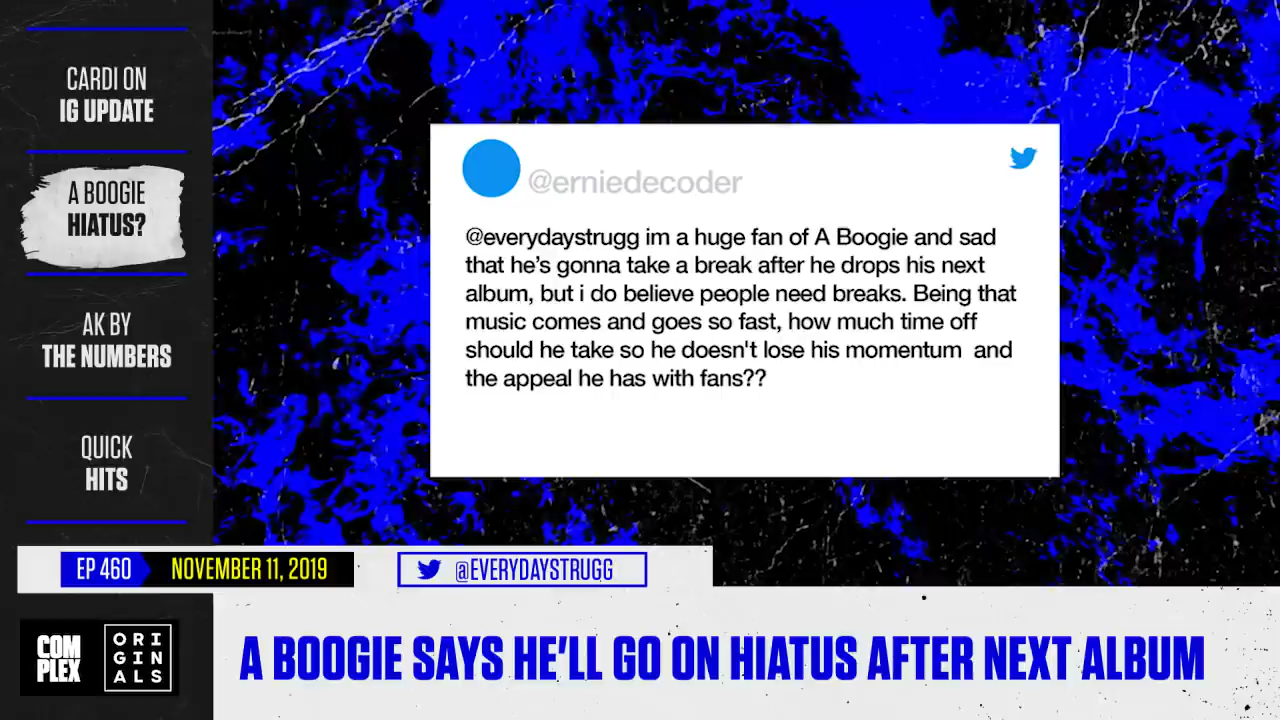 CARDI ON
IG UPDATE
A BOOGIE
HIATUS?
AK BY
THE NUMBERS
QUICK
HITS
@erniedecoder
@everydaystrugg im a huge fan of A Boogie and sad
that he's gonna take a break after he drops his next
album, but i do believe people need breaks. Being that
music comes and goes so fast, how much time off
should he take so he doesn't lose his momentum  and
the appeal he has with fans??
EP 460
NOVEMBER 11, 2019
@EVERYDAYSTRUGG
COM
PLEX
ORI
GIN
ALS
A BOOGIE SAYS HE'LL GO ON HIATUS AFTER NEXT ALBUM